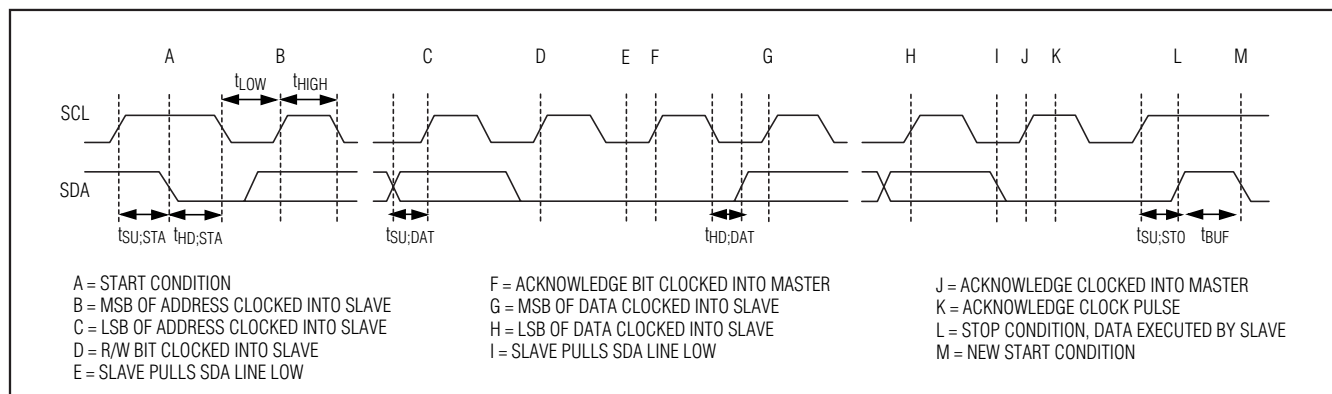 A B C D E F G H I J K L M
tLOW tHIGH
SCL
SDA
tSU;STA tHD;STA tSU;DAT tHD;DAT tSU;STO tBUF
A = START CONDITION
B = MSB OF ADDRESS CLOCKED INTO SLAVE
C = LSB OF ADDRESS CLOCKED INTO SLAVE
D = R/W BIT CLOCKED INTO SLAVE
E = SLAVE PULLS SDA LINE LOW
F = ACKNOWLEDGE BIT CLOCKED INTO MASTER
G = MSB OF DATA CLOCKED INTO SLAVE
H = LSB OF DATA CLOCKED INTO SLAVE
I = SLAVE PULLS SDA LINE LOW
J = ACKNOWLEDGE CLOCKED INTO MASTER
K = ACKNOWLEDGE CLOCK PULSE
L = STOP CONDITION, DATA EXECUTED BY SLAVE
M = NEW START CONDITION